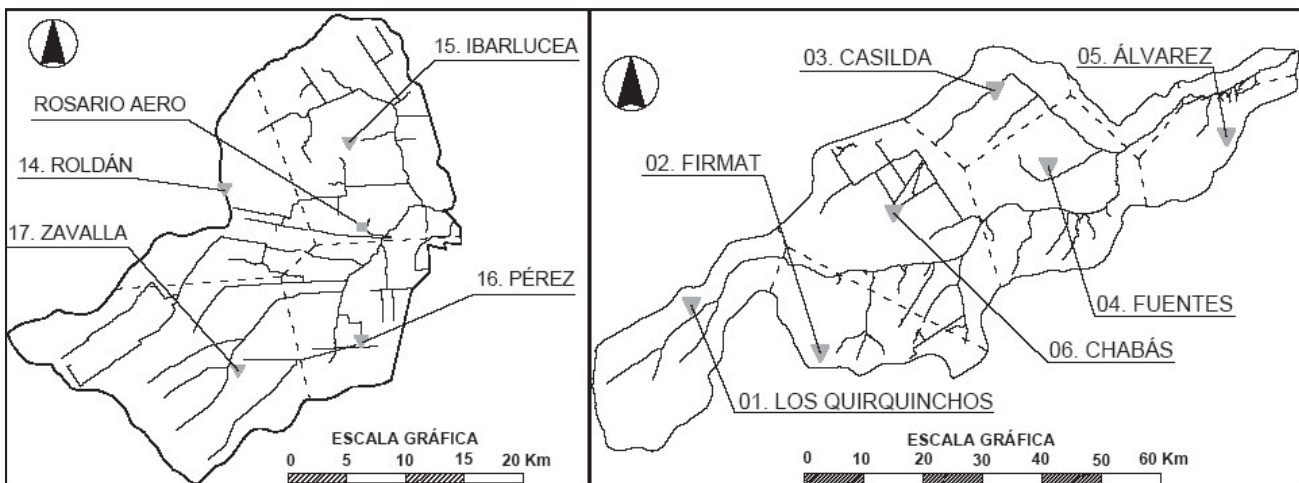 15. IBARLUCEA
ROSARIO AERO
14. ROLDÁN
17. ZAVALLA
16. PÉREZ
ESCALA GRÁFICA
0 5 10 15 20 Km
03. CASILDA
05. ÁLVAREZ
02. FIRMAT
04. FUENTES
06. CHABÁS
01. LOS QUIRQUINCHOS
ESCALA GRÁFICA
0 10 20 30 40 50 60 Km